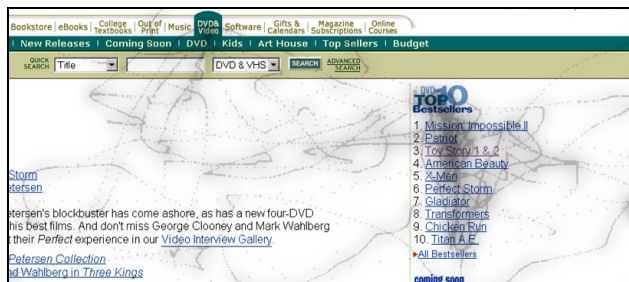 Bookstore | eBooks | College Textbooks | Out of Print | Music | DVD& Video | Software | Gifts & Calendars | Magazine Subscriptions | Online Courses
New Releases | Coming Soon | DVD | Kids | Art House | Top Sellers | Budget
QUICK SEARCH Title DVD & VHS SEARCH ADVANCED SEARCH
DVD
TOP 10
Bestsellers
1. Mission: Impossible II
2. Patriot
3. Toy Story 1 & 2
4. American Beauty
5. X-Men
6. Perfect Storm
7. Gladiator
8. Transformers
9. Chicken Run
10. Titan A.E.
All Bestsellers
coming soon
Storm
etersen
etersen's blockbuster has come ashore, as has a new four-DVD
his best films. And don't miss George Clooney and Mark Wahlberg
t their Perfect experience in our Video Interview Gallery.
Petersen Collection
nd Wahlberg in Three Kings